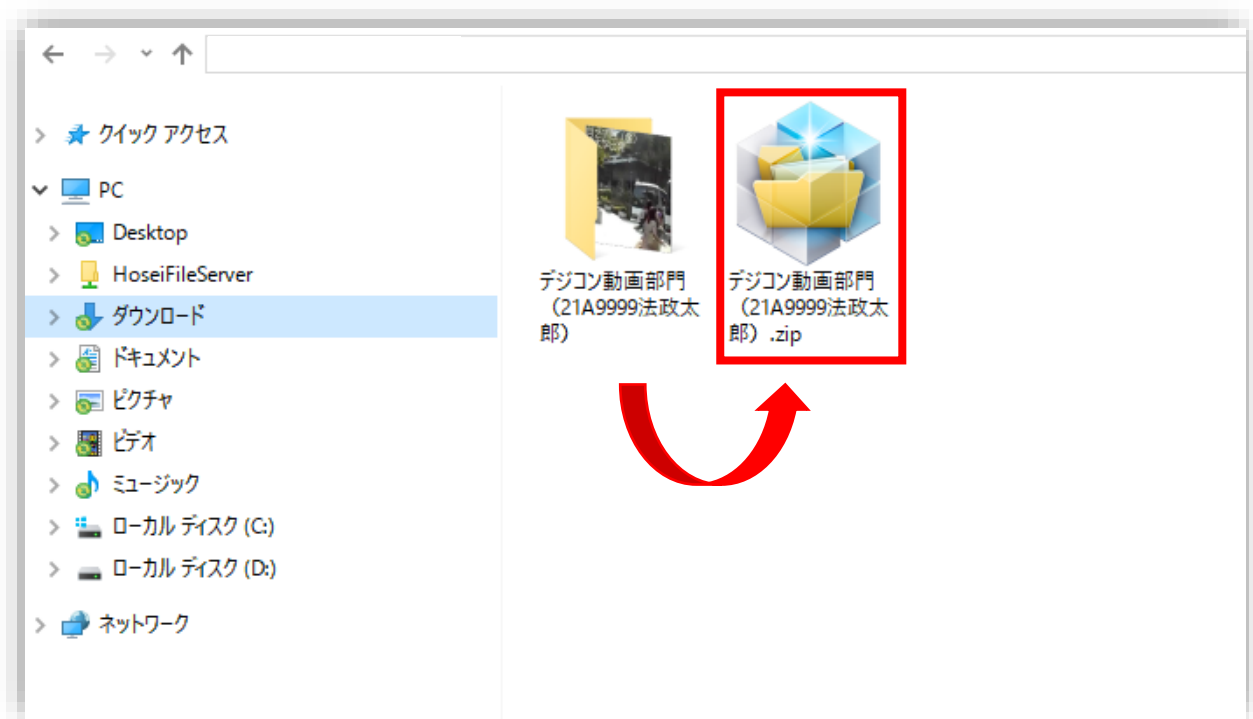 クイック アクセス
PC
Desktop
HoseiFileServer
ダウンロード
ドキュメント
ピクチャ
ビデオ
ミュージック
ローカル ディスク (C:)
ローカル ディスク (D:)
ネットワーク
デジコン動画部門
（21A9999法政太
郎）
デジコン動画部門
（21A9999法政太
郎）.zip